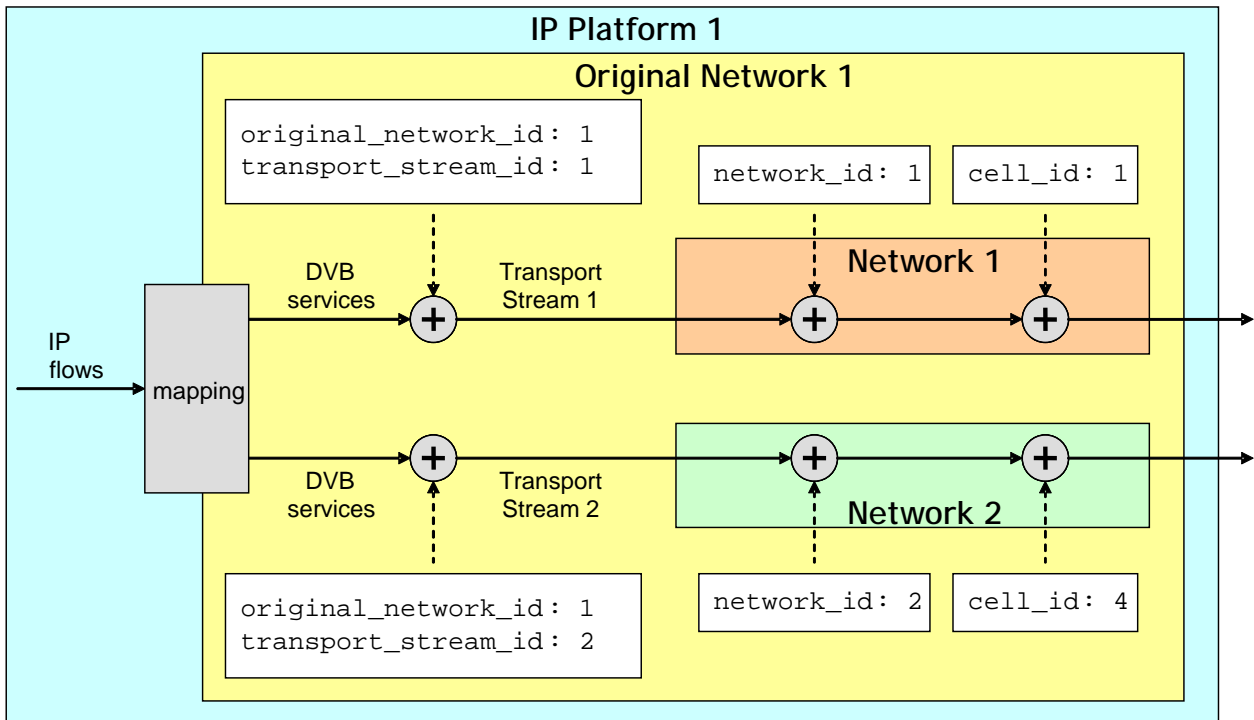 IP Platform 1
Original Network 1
original_network_id: 1
transport_stream_id: 1
network_id: 1
cell_id: 1
DVB
services
Transport
Stream 1
Network 1
+
+
+
IP
flows
mapping
+
+
+
DVB
services
Transport
Stream 2
Network 2
original_network_id: 1
transport_stream_id: 2
network_id: 2
cell_id: 4